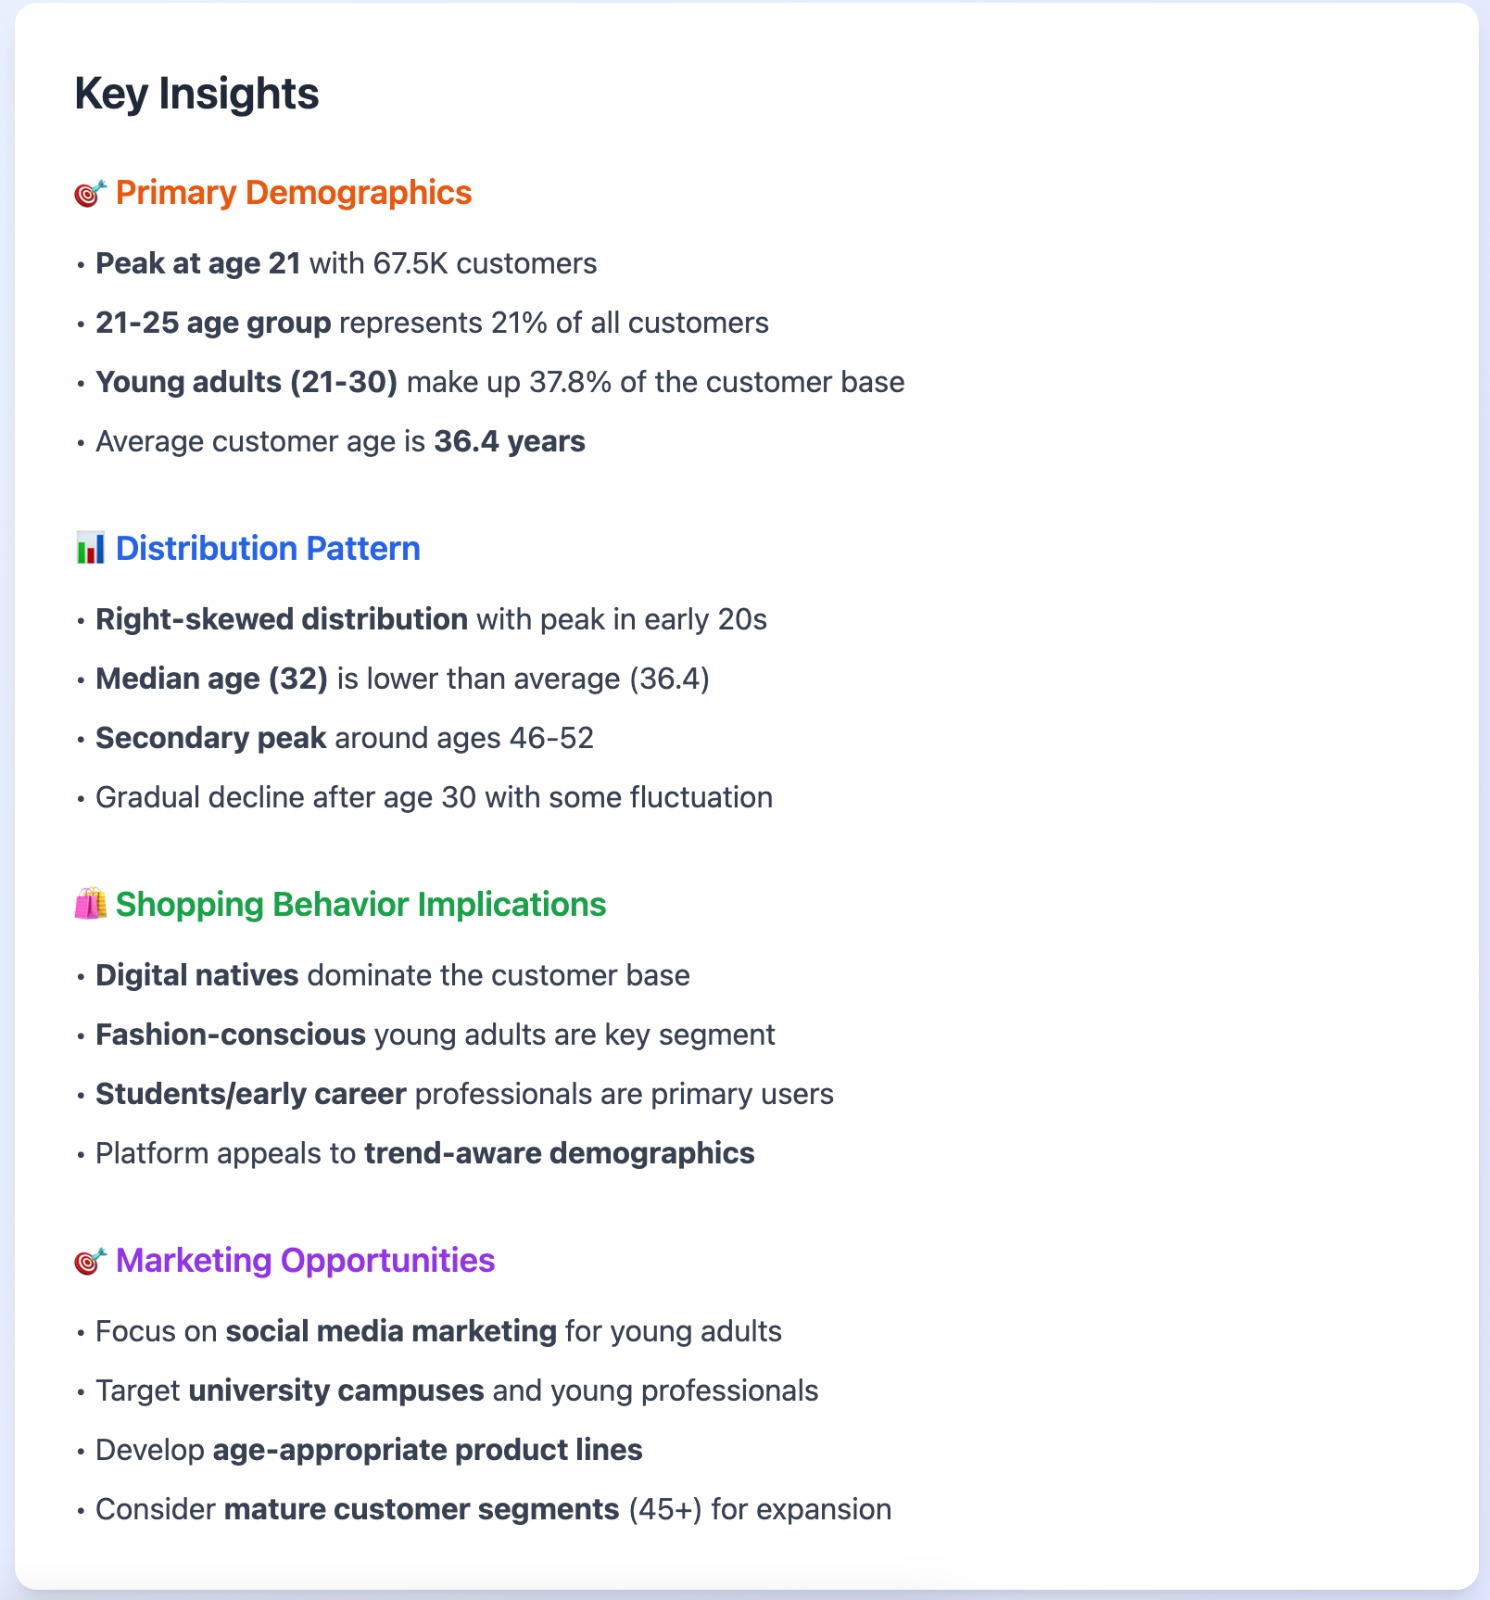 Key Insights
🎯 Primary Demographics
• Peak at age 21 with 67.5K customers
• 21-25 age group represents 21% of all customers
• Young adults (21-30) make up 37.8% of the customer base
• Average customer age is 36.4 years
📊 Distribution Pattern
• Right-skewed distribution with peak in early 20s
• Median age (32) is lower than average (36.4)
• Secondary peak around ages 46-52
• Gradual decline after age 30 with some fluctuation
🛍️ Shopping Behavior Implications
• Digital natives dominate the customer base
• Fashion-conscious young adults are key segment
• Students/early career professionals are primary users
• Platform appeals to trend-aware demographics
🎯 Marketing Opportunities
• Focus on social media marketing for young adults
• Target university campuses and young professionals
• Develop age-appropriate product lines
• Consider mature customer segments (45+) for expansion